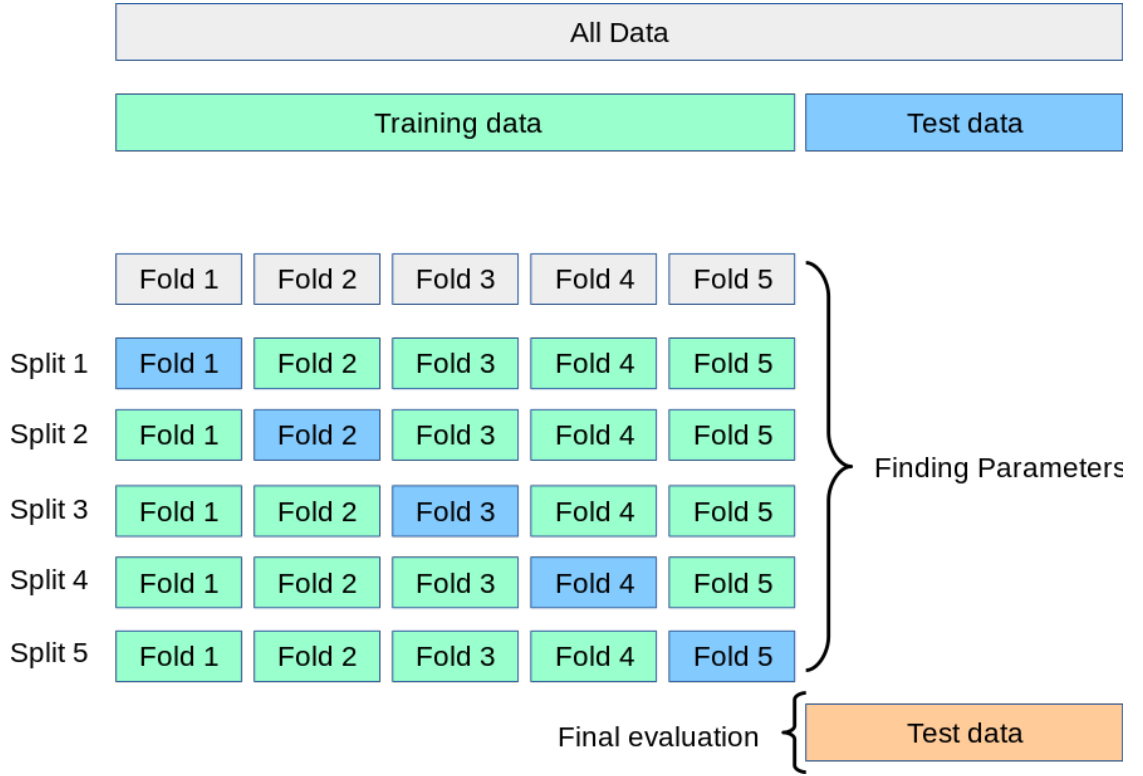 All Data
Training data Test data
Fold 1 Fold 2 Fold 3 Fold 4 Fold 5
Split 1 Fold 1 Fold 2 Fold 3 Fold 4 Fold 5
Split 2 Fold 1 Fold 2 Fold 3 Fold 4 Fold 5
Finding Parameters
Split 3 Fold 1 Fold 2 Fold 3 Fold 4 Fold 5
Split 4 Fold 1 Fold 2 Fold 3 Fold 4 Fold 5
Split 5 Fold 1 Fold 2 Fold 3 Fold 4 Fold 5
Final evaluation Test data